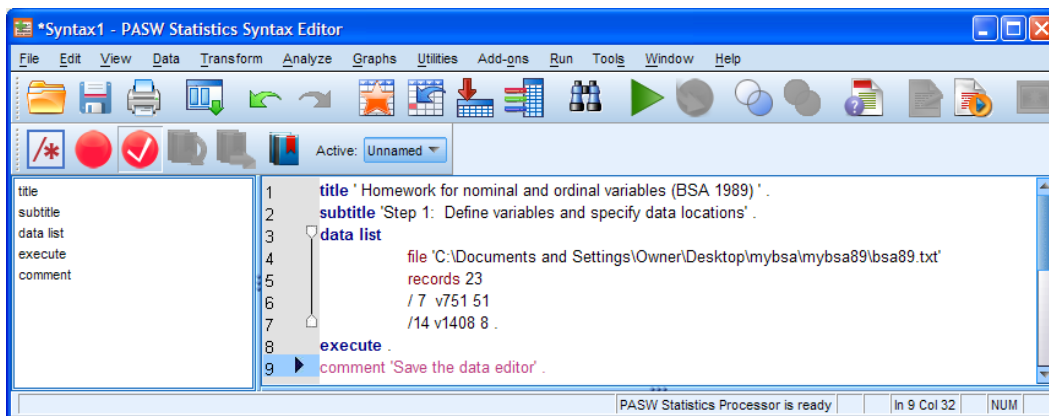 *Syntax1 - PASW Statistics Syntax Editor
File Edit View Data Transform Analyze Graphs Utilities Add-ons Run Tools Window Help
/*
Active: Unnamed
title
subtitle
data list
execute
comment
1 title ' Homework for nominal and ordinal variables (BSA 1989) ' .
2 subtitle 'Step 1: Define variables and specify data locations' .
3 data list
4 file 'C:\Documents and Settings\Owner\Desktop\mybsa\mybsa89\bsa89.txt'
5 records 23
6 / 7 v751 51
7 /14 v1408 8 .
8 execute .
9 comment 'Save the data editor' .
PASW Statistics Processor is ready In 9 Col 32 NUM